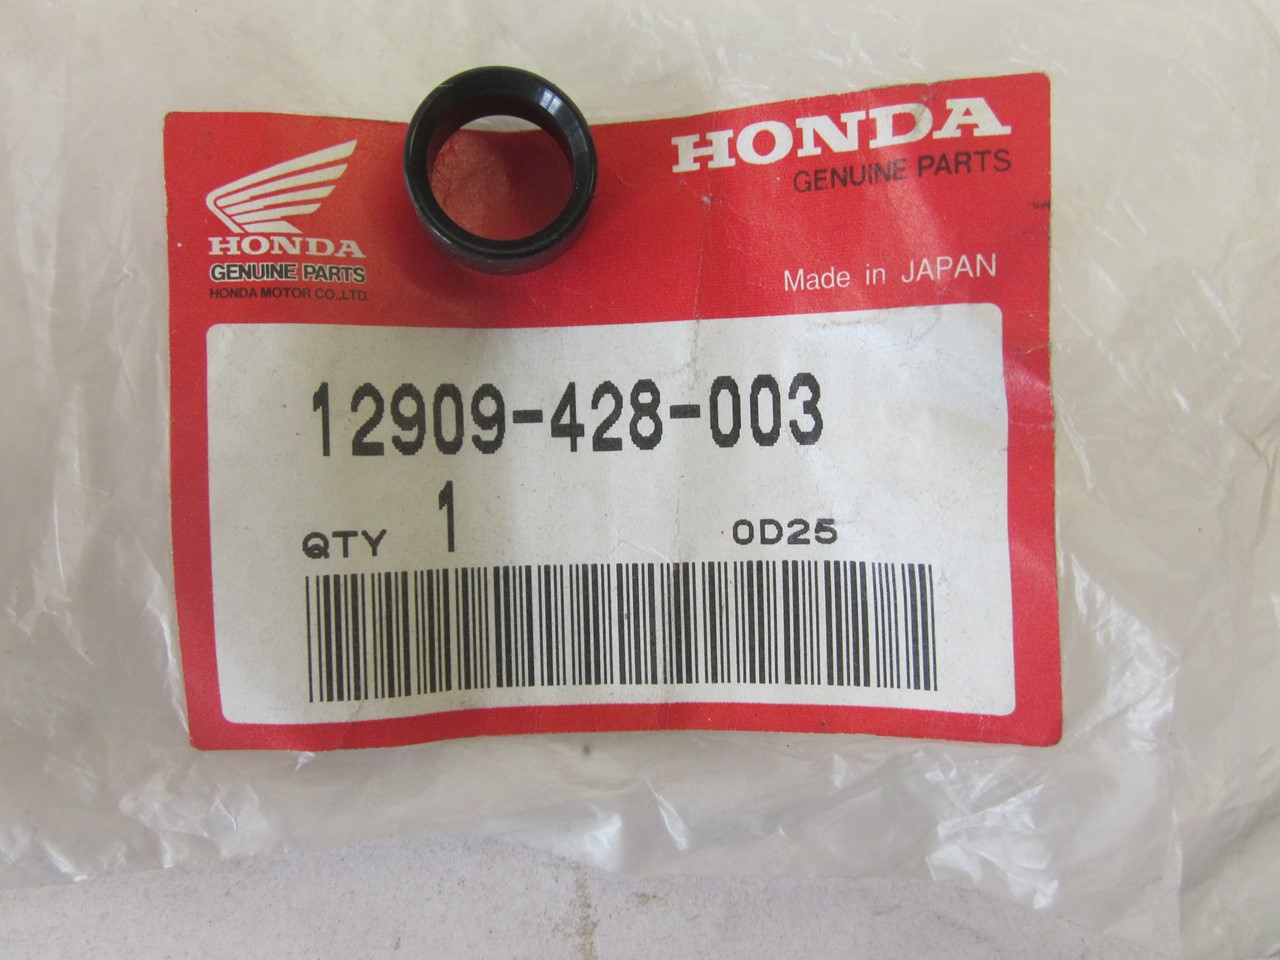 HONDA
GENUINE PARTS
HONDA MOTOR CO.,LTD.
HONDA
GENUINE PARTS
Made in JAPAN
12909-428-003
QTY 1 0D25